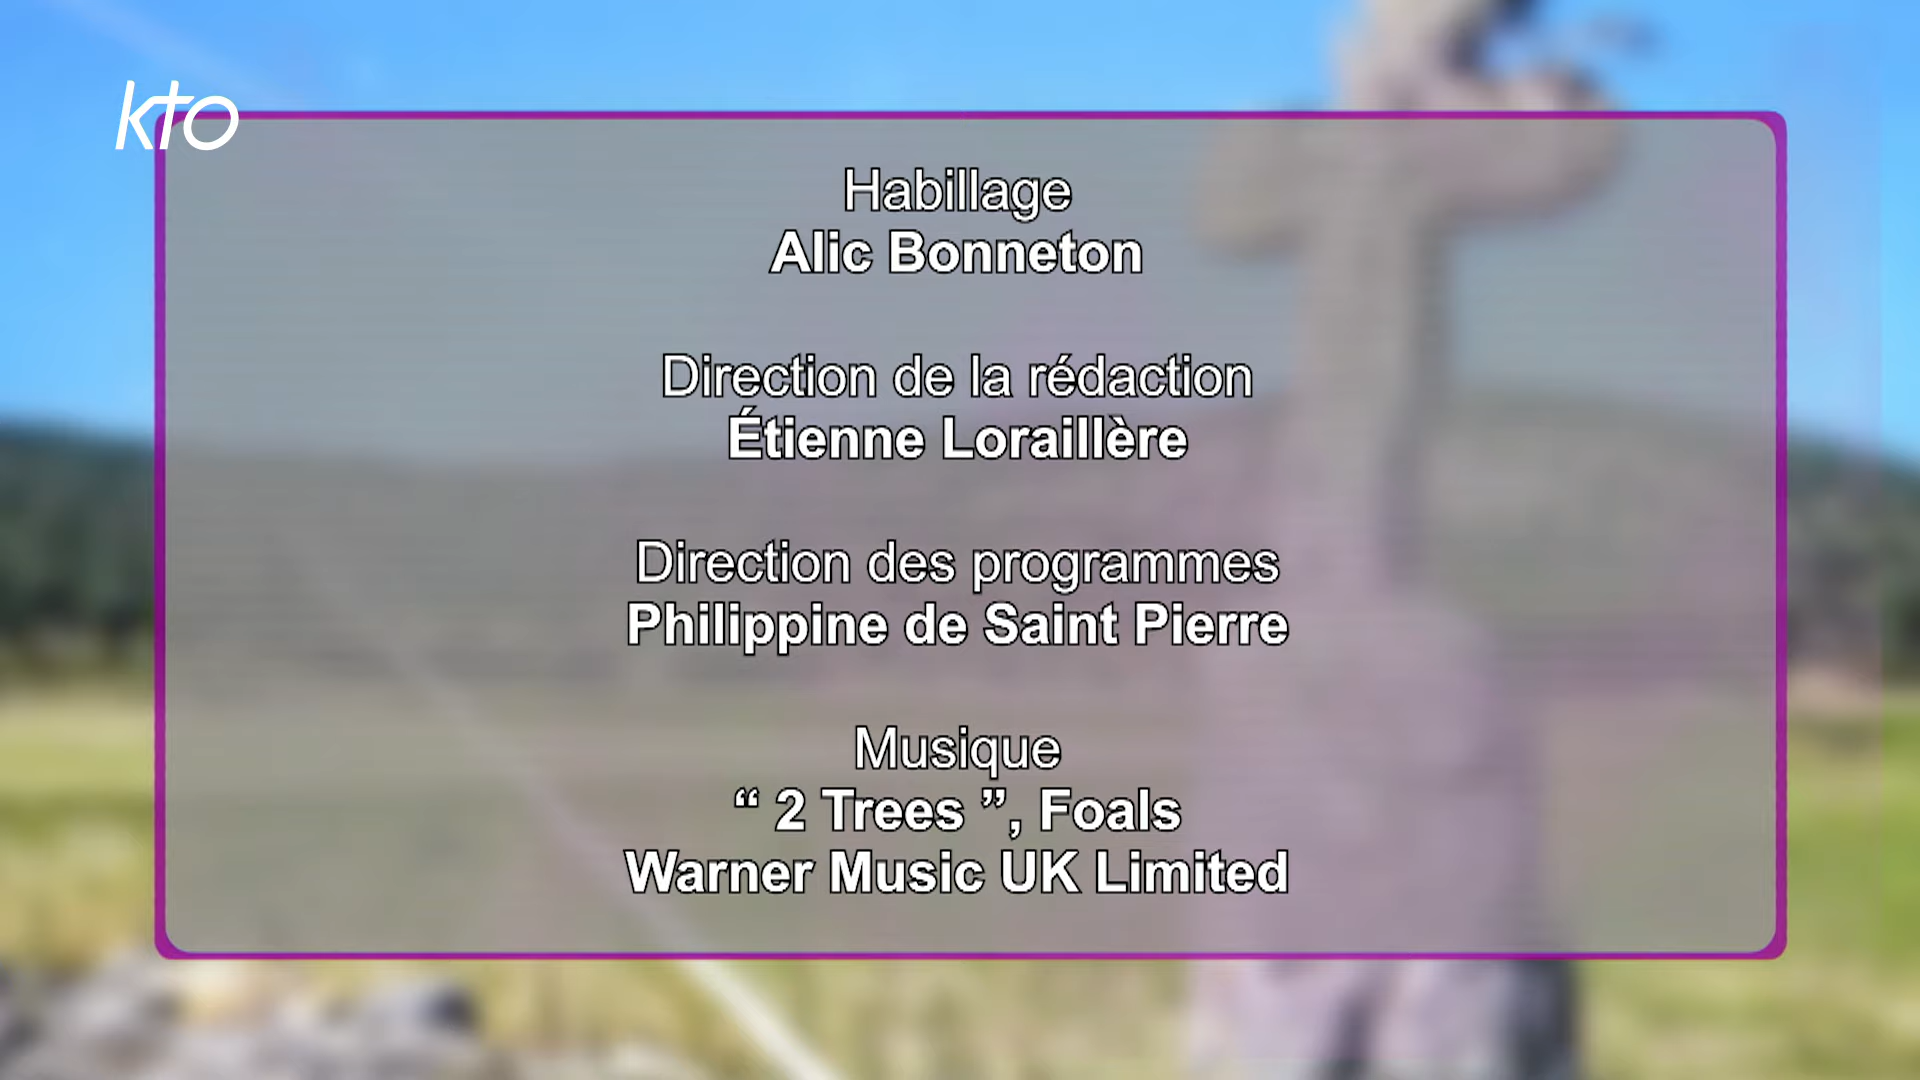 kto
Habillage
Alic Bonneton
Direction de la rédaction
Étienne Loraillère
Direction des programmes
Philippine de Saint Pierre
Musique
“ 2 Trees ”, Foals
Warner Music UK Limited